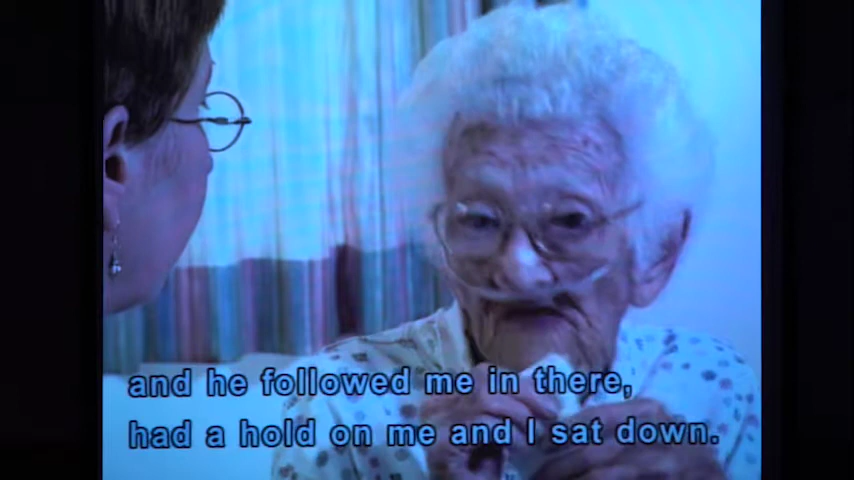 and he followed me in there,
had a hold on me and I sat down.